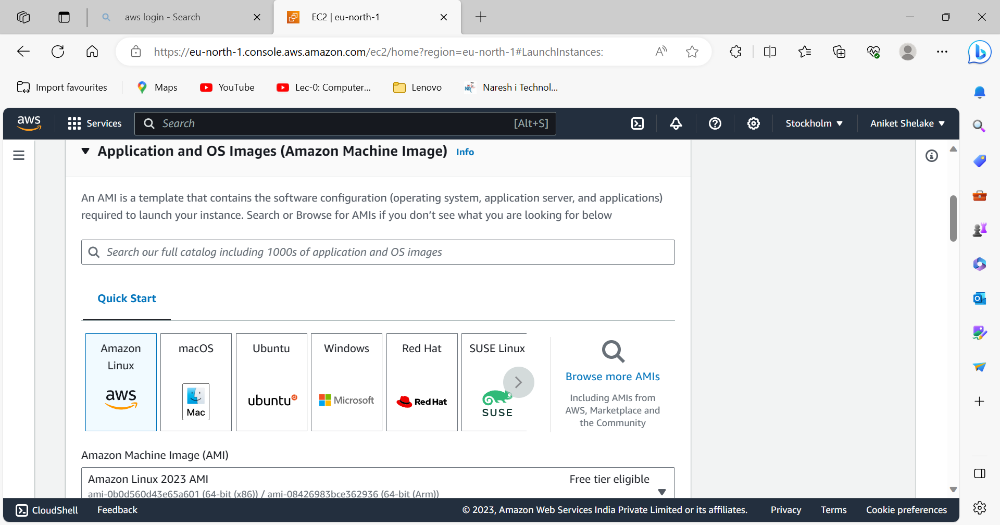 aws login - Search
EC2 | eu-north-1
https://eu-north-1.console.aws.amazon.com/ec2/home?region=eu-north-1#LaunchInstances:
Import favourites
Maps
YouTube
Lec-0: Computer...
Lenovo
Naresh i Technol...
aws
Services
Search
[Alt+S]
Stockholm
Aniket Shelake
Application and OS Images (Amazon Machine Image) Info
An AMI is a template that contains the software configuration (operating system, application server, and applications)
required to launch your instance. Search or Browse for AMIs if you don’t see what you are looking for below
Search our full catalog including 1000s of application and OS images
Quick Start
Amazon
Linux
aws
macOS
Mac
Ubuntu
ubuntu
Windows
Microsoft
Red Hat
Red Hat
SUSE Linux
SUSE
Browse more AMIs
Including AMIs from
AWS, Marketplace and
the Community
Amazon Machine Image (AMI)
Amazon Linux 2023 AMI
Free tier eligible
ami-0b0d560d43e65a601 (64-bit (x86)) / ami-08426983bce362936 (64-bit (Arm))
CloudShell
Feedback
© 2023, Amazon Web Services India Private Limited or its affiliates.
Privacy
Terms
Cookie preferences